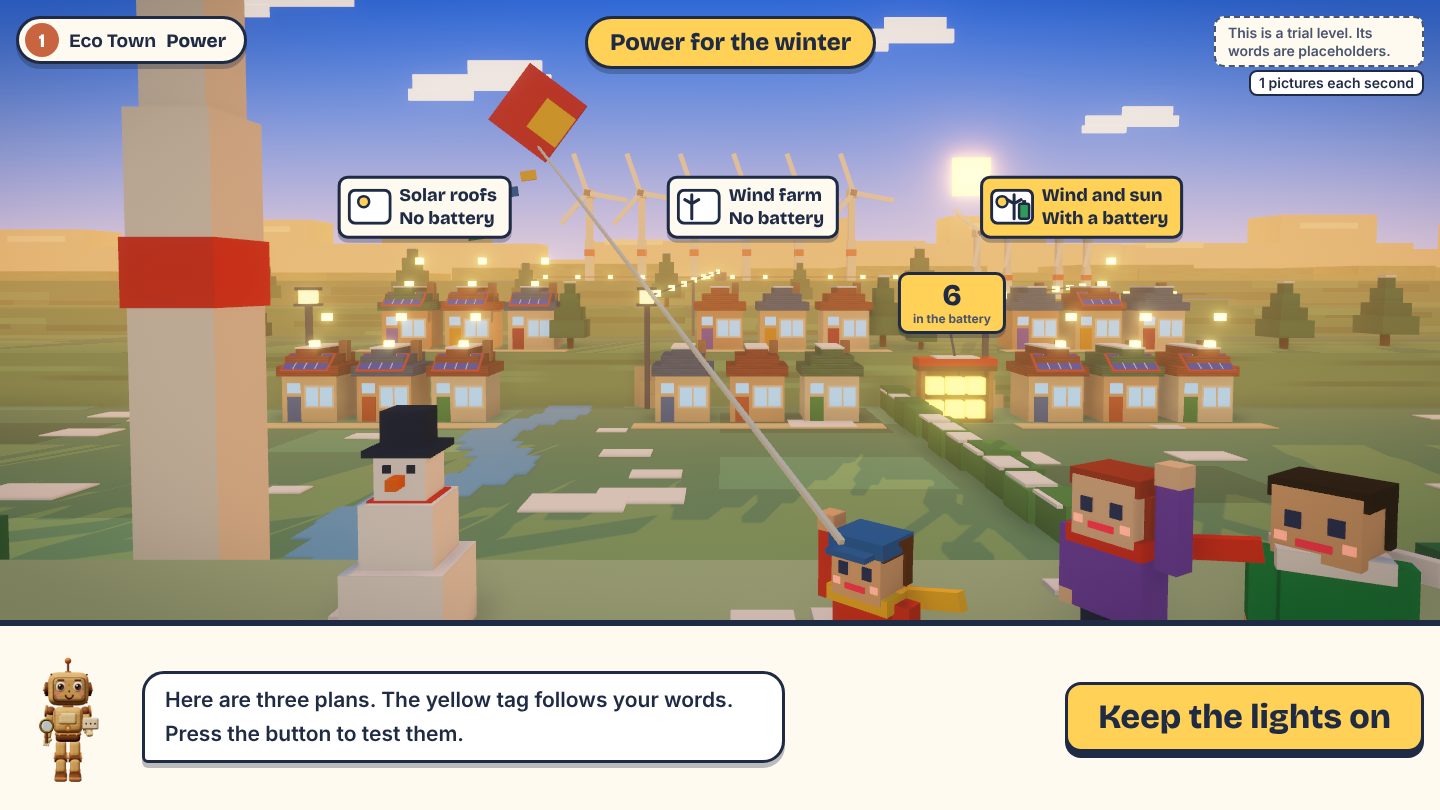 1 Eco Town Power
Power for the winter
This is a trial level. Its
words are placeholders.
1 pictures each second
Solar roofs
No battery
Wind farm
No battery
Wind and sun
With a battery
6
in the battery
Here are three plans. The yellow tag follows your words.
Press the button to test them.
Keep the lights on